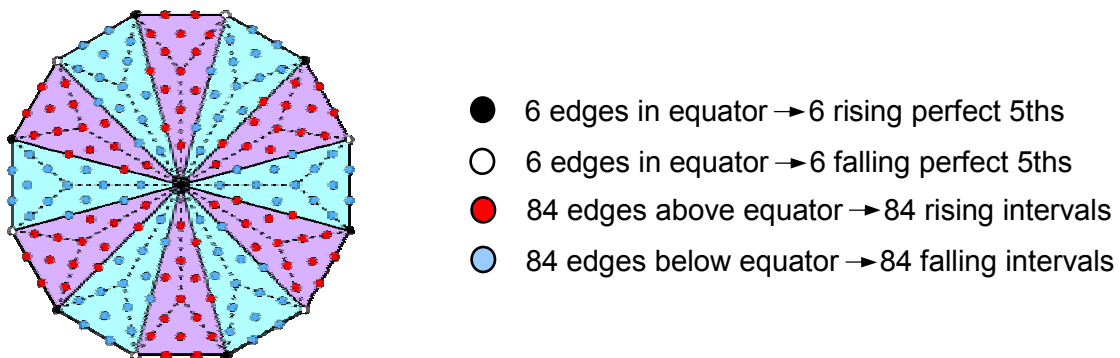 6 edges in equator → 6 rising perfect 5ths
6 edges in equator → 6 falling perfect 5ths
84 edges above equator → 84 rising intervals
84 edges below equator → 84 falling intervals